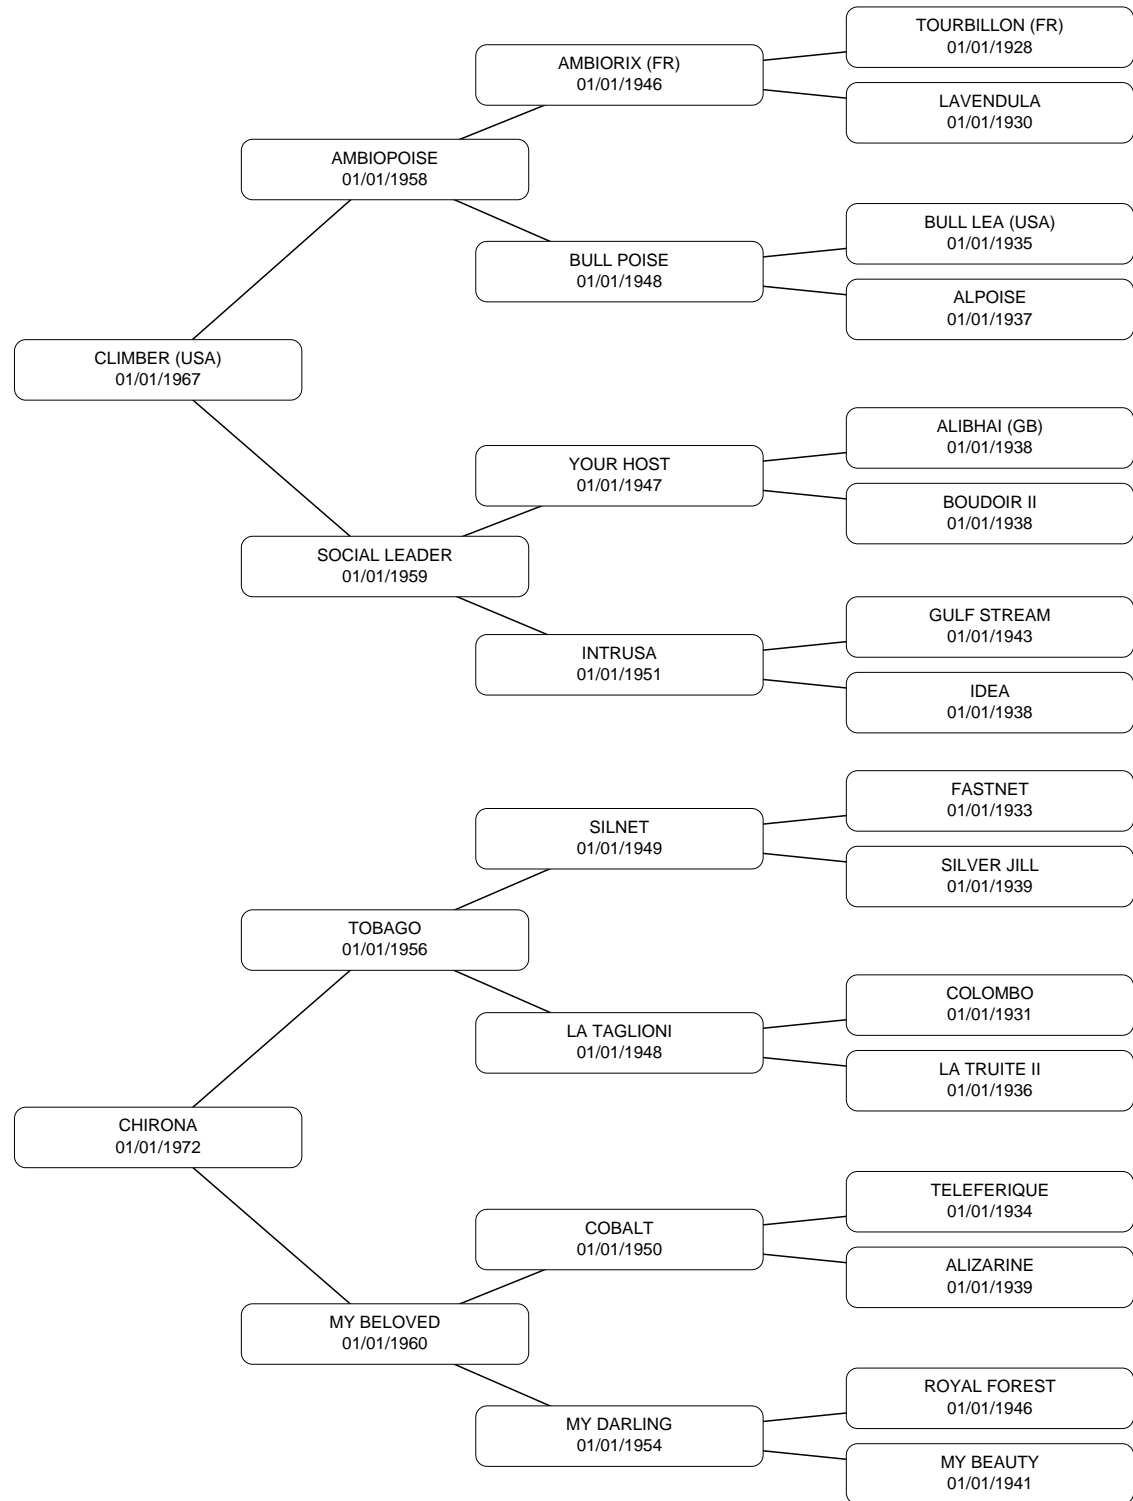 TOURBILLON (FR)
01/01/1928
AMBIORIX (FR)
01/01/1946
LAVENDULA
01/01/1930
AMBIOPOISE
01/01/1958
BULL LEA (USA)
01/01/1935
BULL POISE
01/01/1948
ALPOISE
01/01/1937
CLIMBER (USA)
01/01/1967
ALIBHAI (GB)
01/01/1938
YOUR HOST
01/01/1947
BOUDOIR II
01/01/1938
SOCIAL LEADER
01/01/1959
GULF STREAM
01/01/1943
INTRUSA
01/01/1951
IDEA
01/01/1938
FASTNET
01/01/1933
SILNET
01/01/1949
SILVER JILL
01/01/1939
TOBAGO
01/01/1956
COLOMBO
01/01/1931
LA TAGLIONI
01/01/1948
LA TRUITE II
01/01/1936
CHIRONA
01/01/1972
TELEFERIQUE
01/01/1934
COBALT
01/01/1950
ALIZARINE
01/01/1939
MY BELOVED
01/01/1960
ROYAL FOREST
01/01/1946
MY DARLING
01/01/1954
MY BEAUTY
01/01/1941